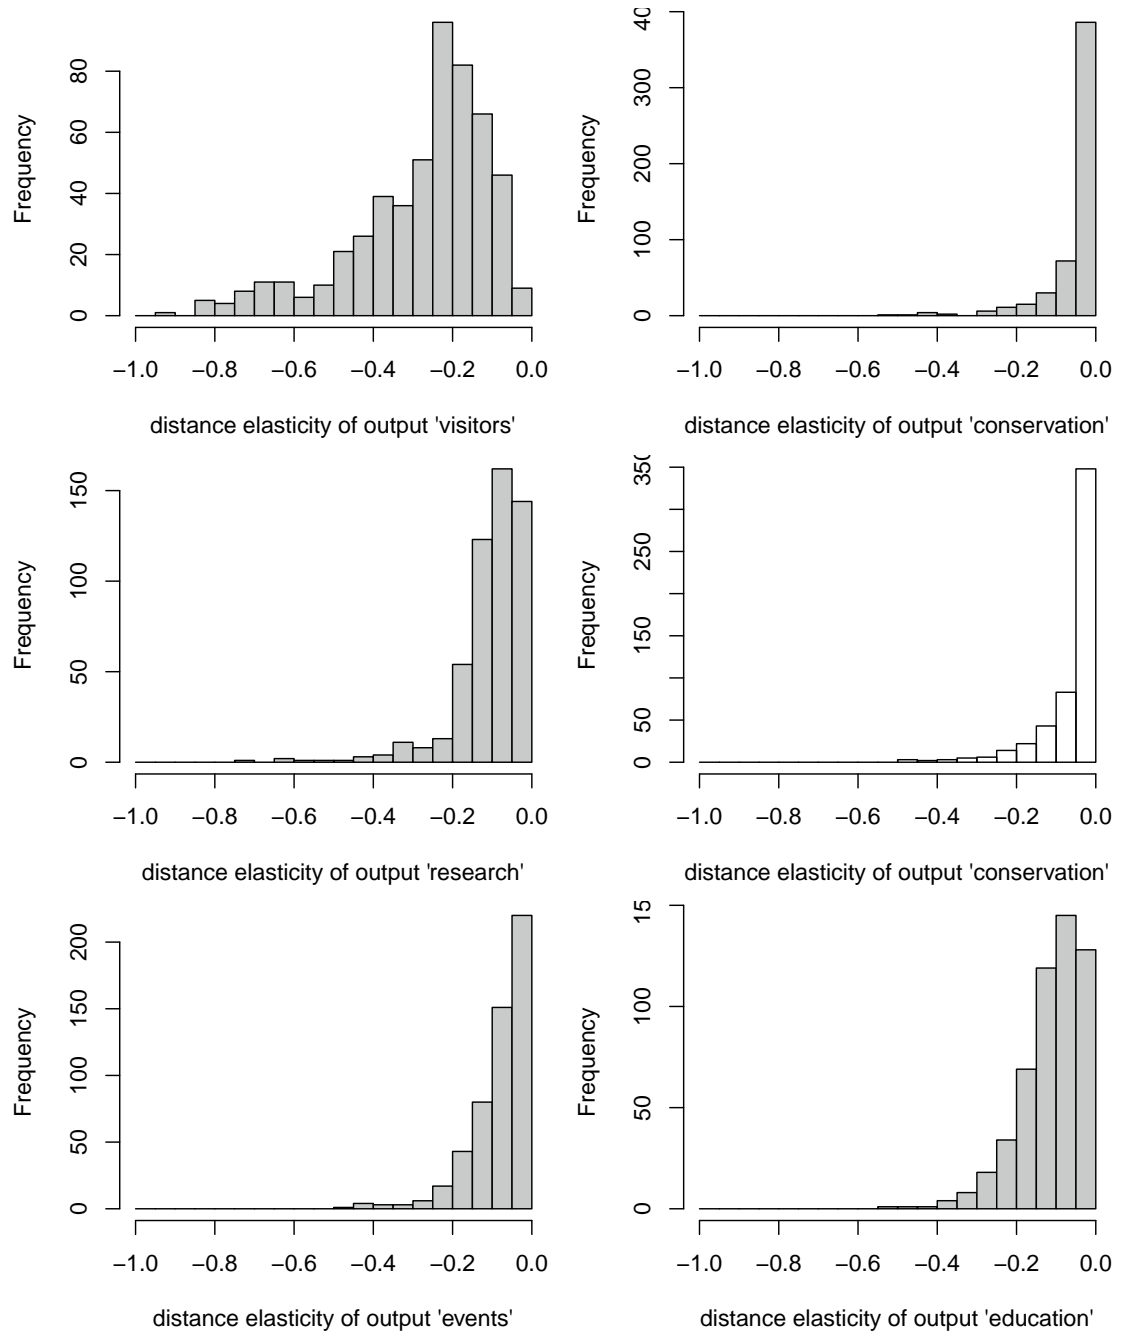 Frequency
0 20 40 60 80
−1.0 −0.8 −0.6 −0.4 −0.2 0.0
distance elasticity of output 'visitors'
Frequency
0 100 200 300 40
−1.0 −0.8 −0.6 −0.4 −0.2 0.0
distance elasticity of output 'conservation'
Frequency
0 50 100 150
−1.0 −0.8 −0.6 −0.4 −0.2 0.0
distance elasticity of output 'research'
Frequency
0 50 150 250 350
−1.0 −0.8 −0.6 −0.4 −0.2 0.0
distance elasticity of output 'conservation'
Frequency
0 50 100 150 200
−1.0 −0.8 −0.6 −0.4 −0.2 0.0
distance elasticity of output 'events'
Frequency
0 50 100 15
−1.0 −0.8 −0.6 −0.4 −0.2 0.0
distance elasticity of output 'education'